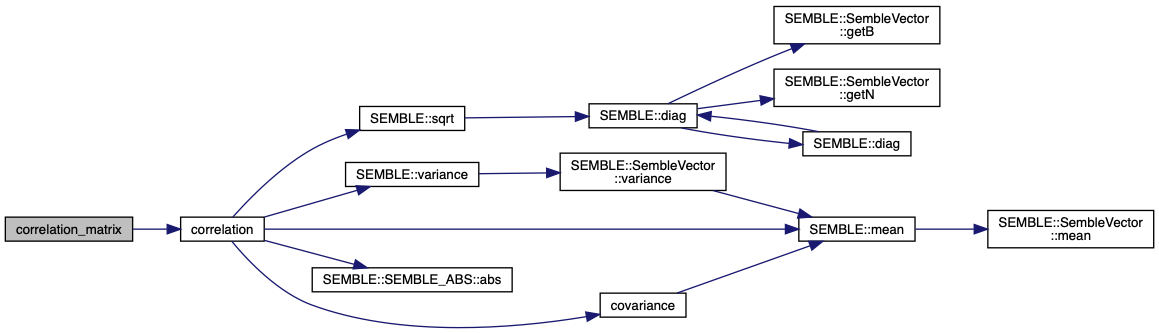 SEMBLE::SembleVector
::getB
SEMBLE::SembleVector
::getN
SEMBLE::sqrt
SEMBLE::diag
SEMBLE::diag
SEMBLE::variance
SEMBLE::SembleVector
::variance
correlation_matrix
correlation
SEMBLE::mean
SEMBLE::SembleVector
::mean
SEMBLE::SEMBLE_ABS::abs
covariance